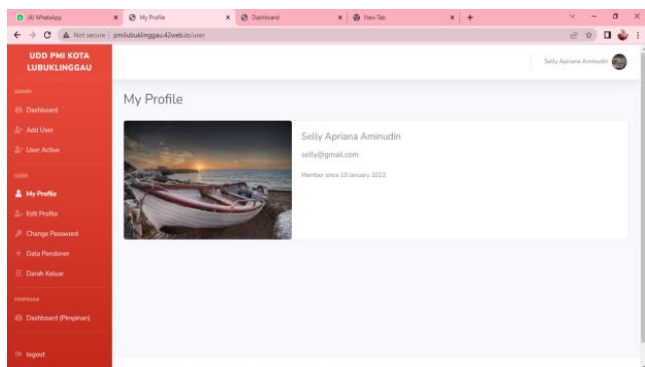 WhatsApp
My Profile
Dashboard
New Tab
Not secure
pmilubuklinggau.42web.io/user
UDD PMI KOTA
LUBUKLINGGAU
Selly Apriana Aminudin
ADMIN
Dashboard
Add User
User Active
USER
My Profile
Edit Profile
Change Password
Data Pendonor
Darah Keluar
PIMPINAN
Dashboard (Pimpinan)
logout
My Profile
Selly Apriana Aminudin
selly@gmail.com
Member since 10 January 2022